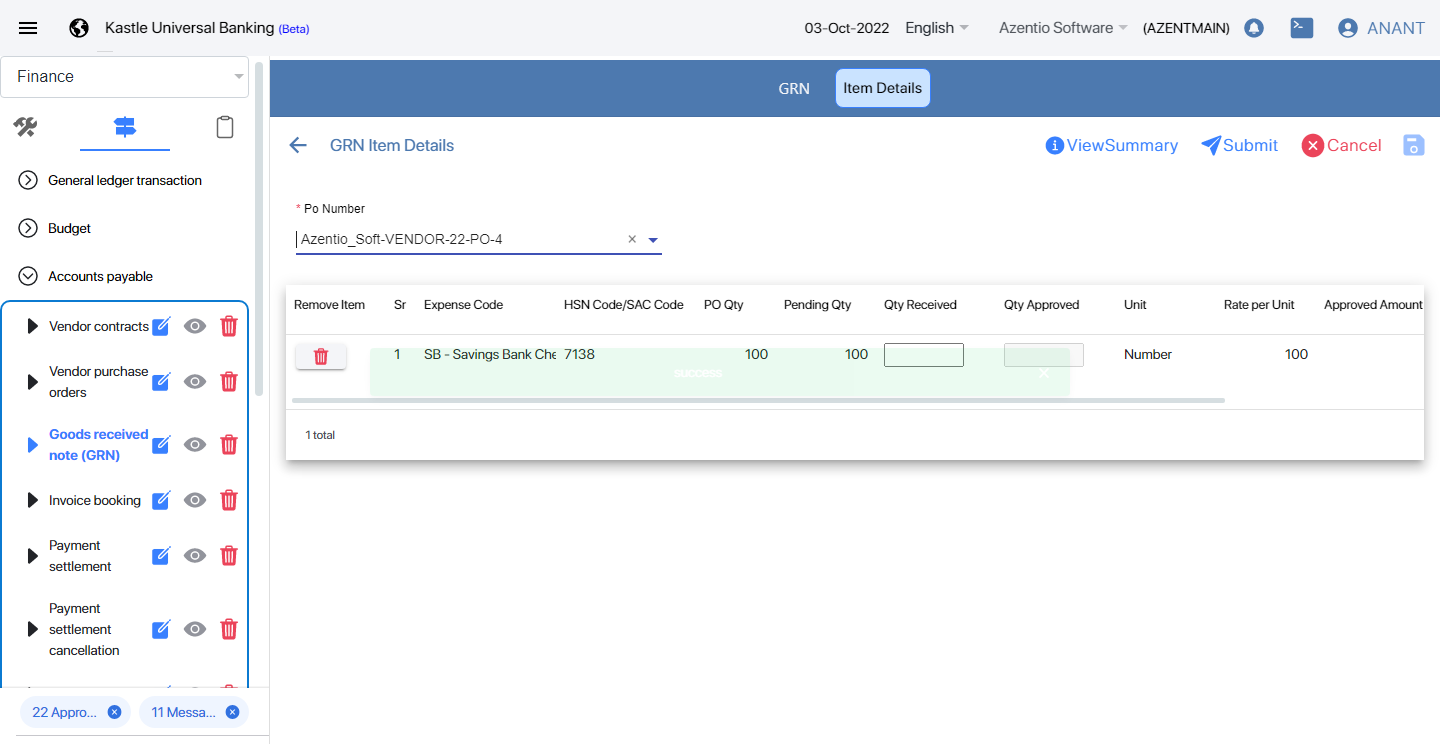 Kastle Universal Banking (Beta)
03-Oct-2022 English Azentio Software (AZENTMAIN) ANANT
Finance
GRN Item Details
GRN Item Details
ViewSummary Submit Cancel
General ledger transaction
Budget
Accounts payable
Vendor contracts
Vendor purchase
orders
Goods received
note (GRN)
Invoice booking
Payment
settlement
Payment
settlement
cancellation
22 Appro...
11 Messa...
* Po Number
Azentio_Soft-VENDOR-22-PO-4
Remove Item Sr Expense Code HSN Code/SAC Code PO Qty Pending Qty Qty Received Qty Approved Unit Rate per Unit Approved Amount
1 SB - Savings Bank Che 7138 100 100 Number 100
success
1 total